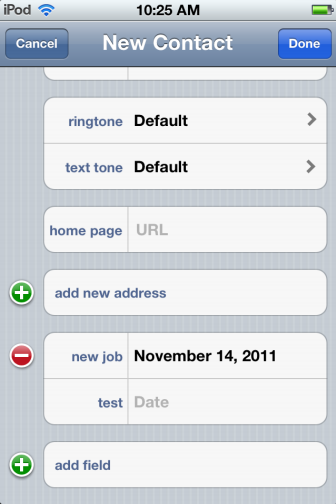 iPod 10:25 AM
Cancel New Contact Done
ringtone Default
text tone Default
home page URL
add new address
new job November 14, 2011
test Date
add field